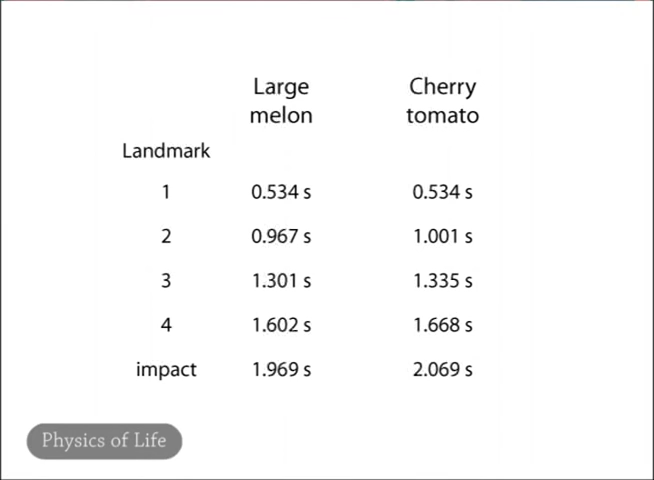 Large melon Cherry tomato
Landmark
1 0.534 s 0.534 s
2 0.967 s 1.001 s
3 1.301 s 1.335 s
4 1.602 s 1.668 s
impact 1.969 s 2.069 s
Physics of Life